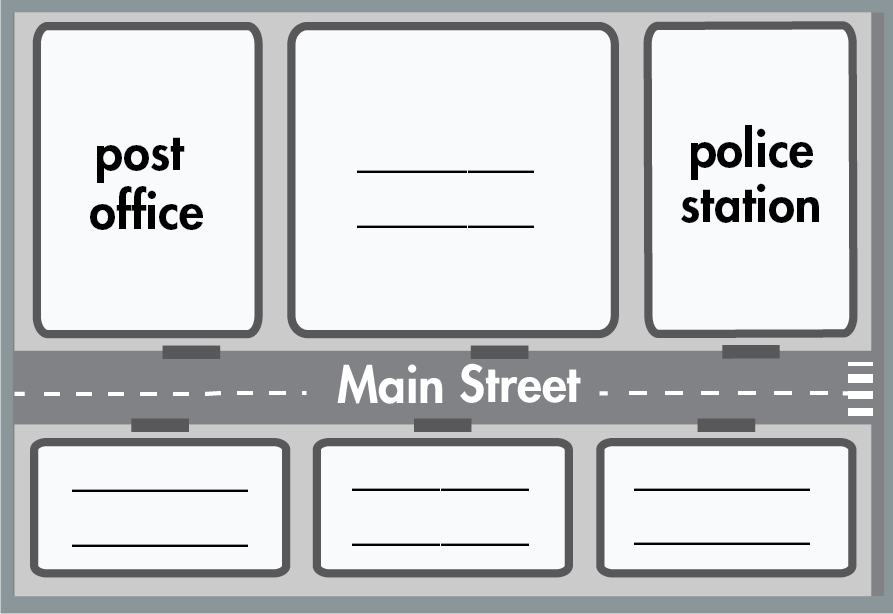 post
office
police
station
Main Street